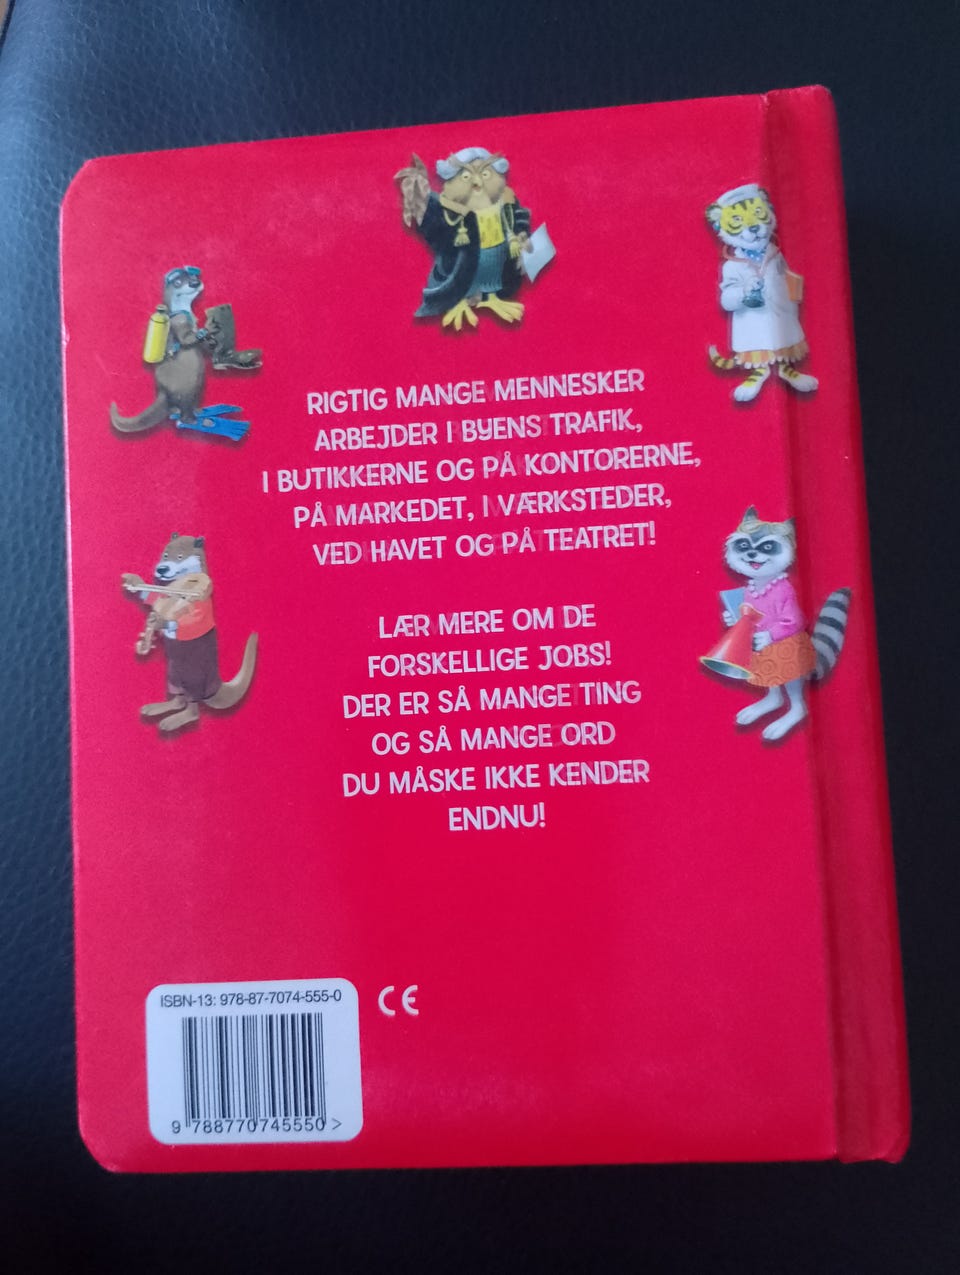 RIGTIG MANGE MENNESKER
ARBEJDER I BYENS TRAFIK,
I BUTIKKERNE OG PÅ KONTORERNE,
PÅ MARKEDET, I VÆRKSTEDER,
VED HAVET OG PÅ TEATRET!
LÆR MERE OM DE
FORSKELLIGE JOBS!
DER ER SÅ MANGE TING
OG SÅ MANGE ORD
DU MÅSKE IKKE KENDER
ENDNU!
ISBN-13: 978-87-7074-555-0
CE
9 788770 745550 >